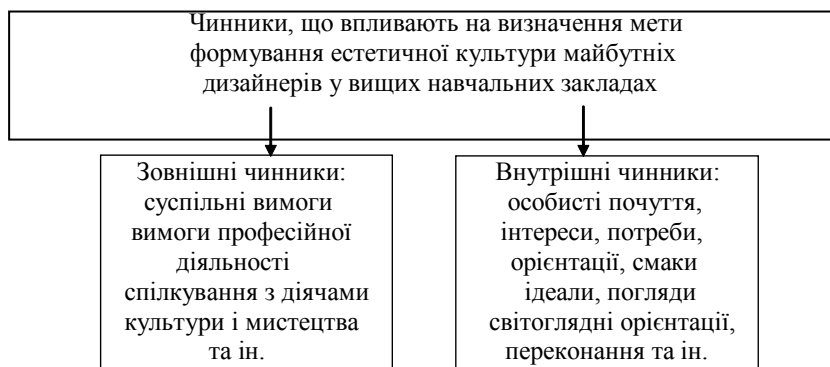 Чинники, що впливають на визначення мети
формування естетичної культури майбутніх
дизайнерів у вищих навчальних закладах
Зовнішні чинники:
суспільні вимоги
вимоги професійної
діяльності
спілкування з діячами
культури і мистецтва
та ін.
Внутрішні чинники:
особисті почуття,
інтереси, потреби,
орієнтації, смаки
ідеали, погляди
світоглядні орієнтації,
переконання та ін.